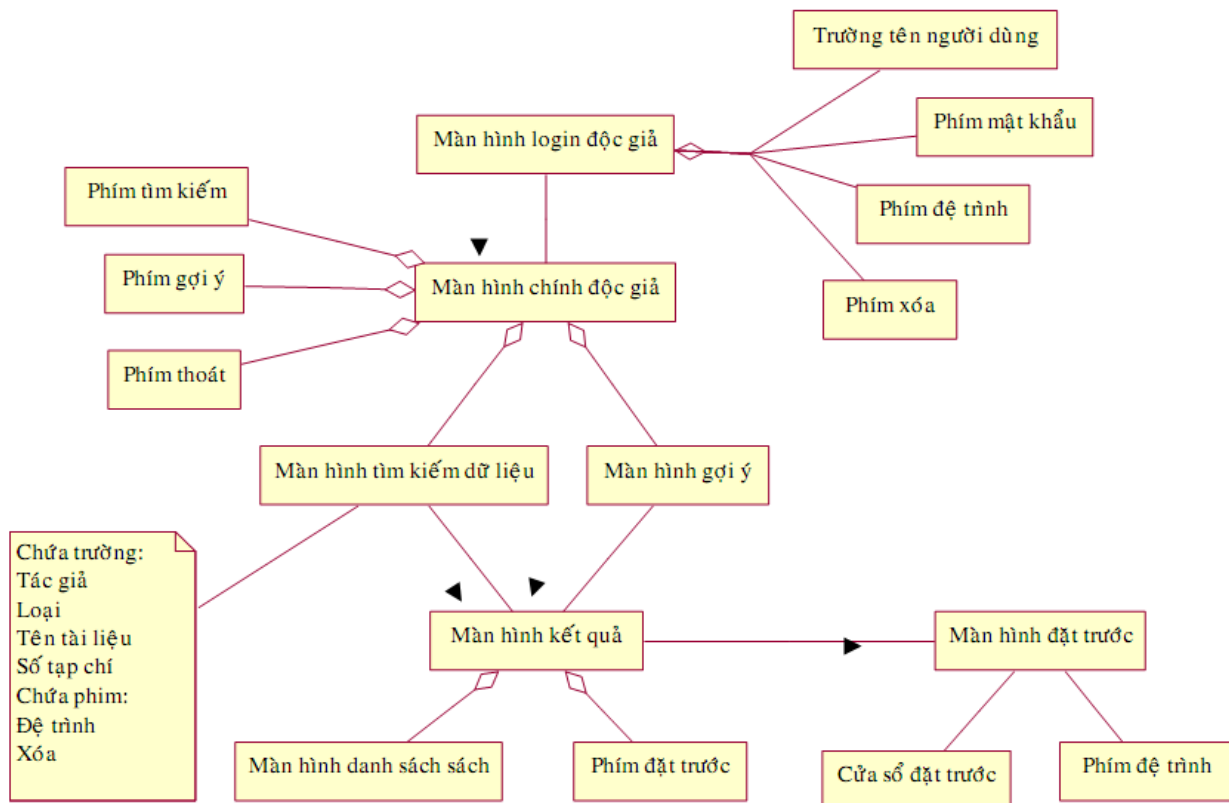 Trường tên người dùng
Màn hình login độc giả
Phím mật khẩu
Phím tìm kiếm
Phím đệ trình
Phím gợi ý
Màn hình chính độc giả
Phím xóa
Phím thoát
Màn hình tìm kiếm dữ liệu
Màn hình gợi ý
Chứa trường:
Tác giả
Loại
Tên tài liệu
Số tạp chí
Chứa phim:
Đệ trình
Xóa
Màn hình kết quả
Màn hình đặt trước
Màn hình danh sách sách
Phím đặt trước
Cửa sổ đặt trước
Phím đệ trình